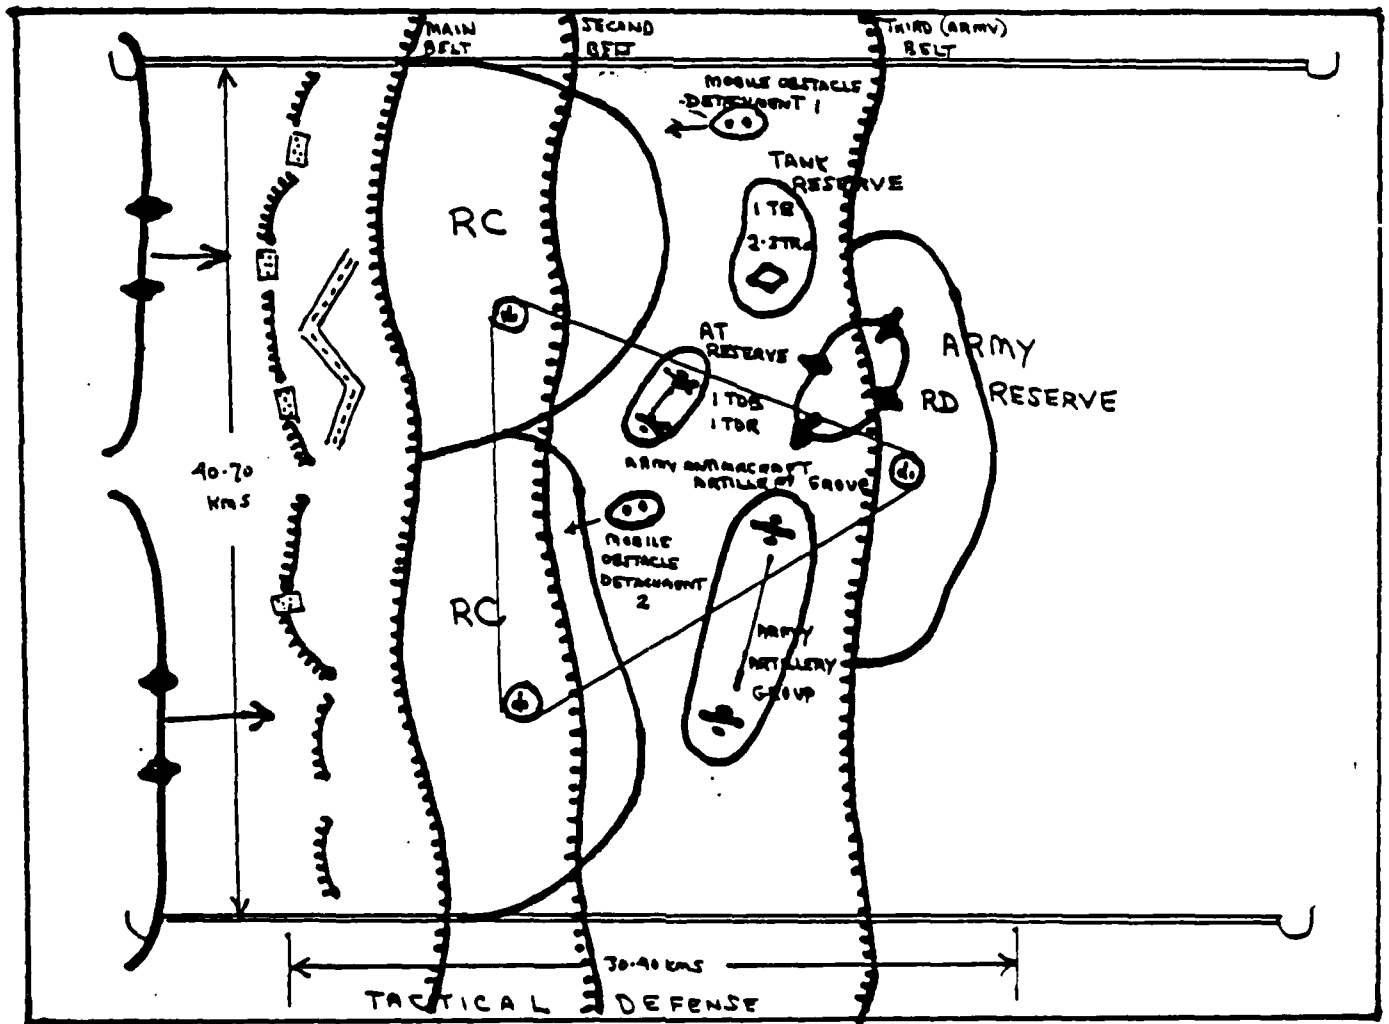 MAIN
BELT
SECOND
BELT
THIRD (ARMY)
BELT
MOBILE OBSTACLE
DETACHMENT 1
TANK
RESERVE
1 TB
RC
AT
RESERVE
1 TDB
1 TDR
ARMY
RD RESERVE
ARMY ANTIAIRCRAFT
ARTILLERY GROUP
40-70
KMS
MOBILE
OBSTACLE
DETACHMENT
2
RC
ARMY
ARTILLERY
GROUP
30-40 KMS
TACTICAL DEFENSE